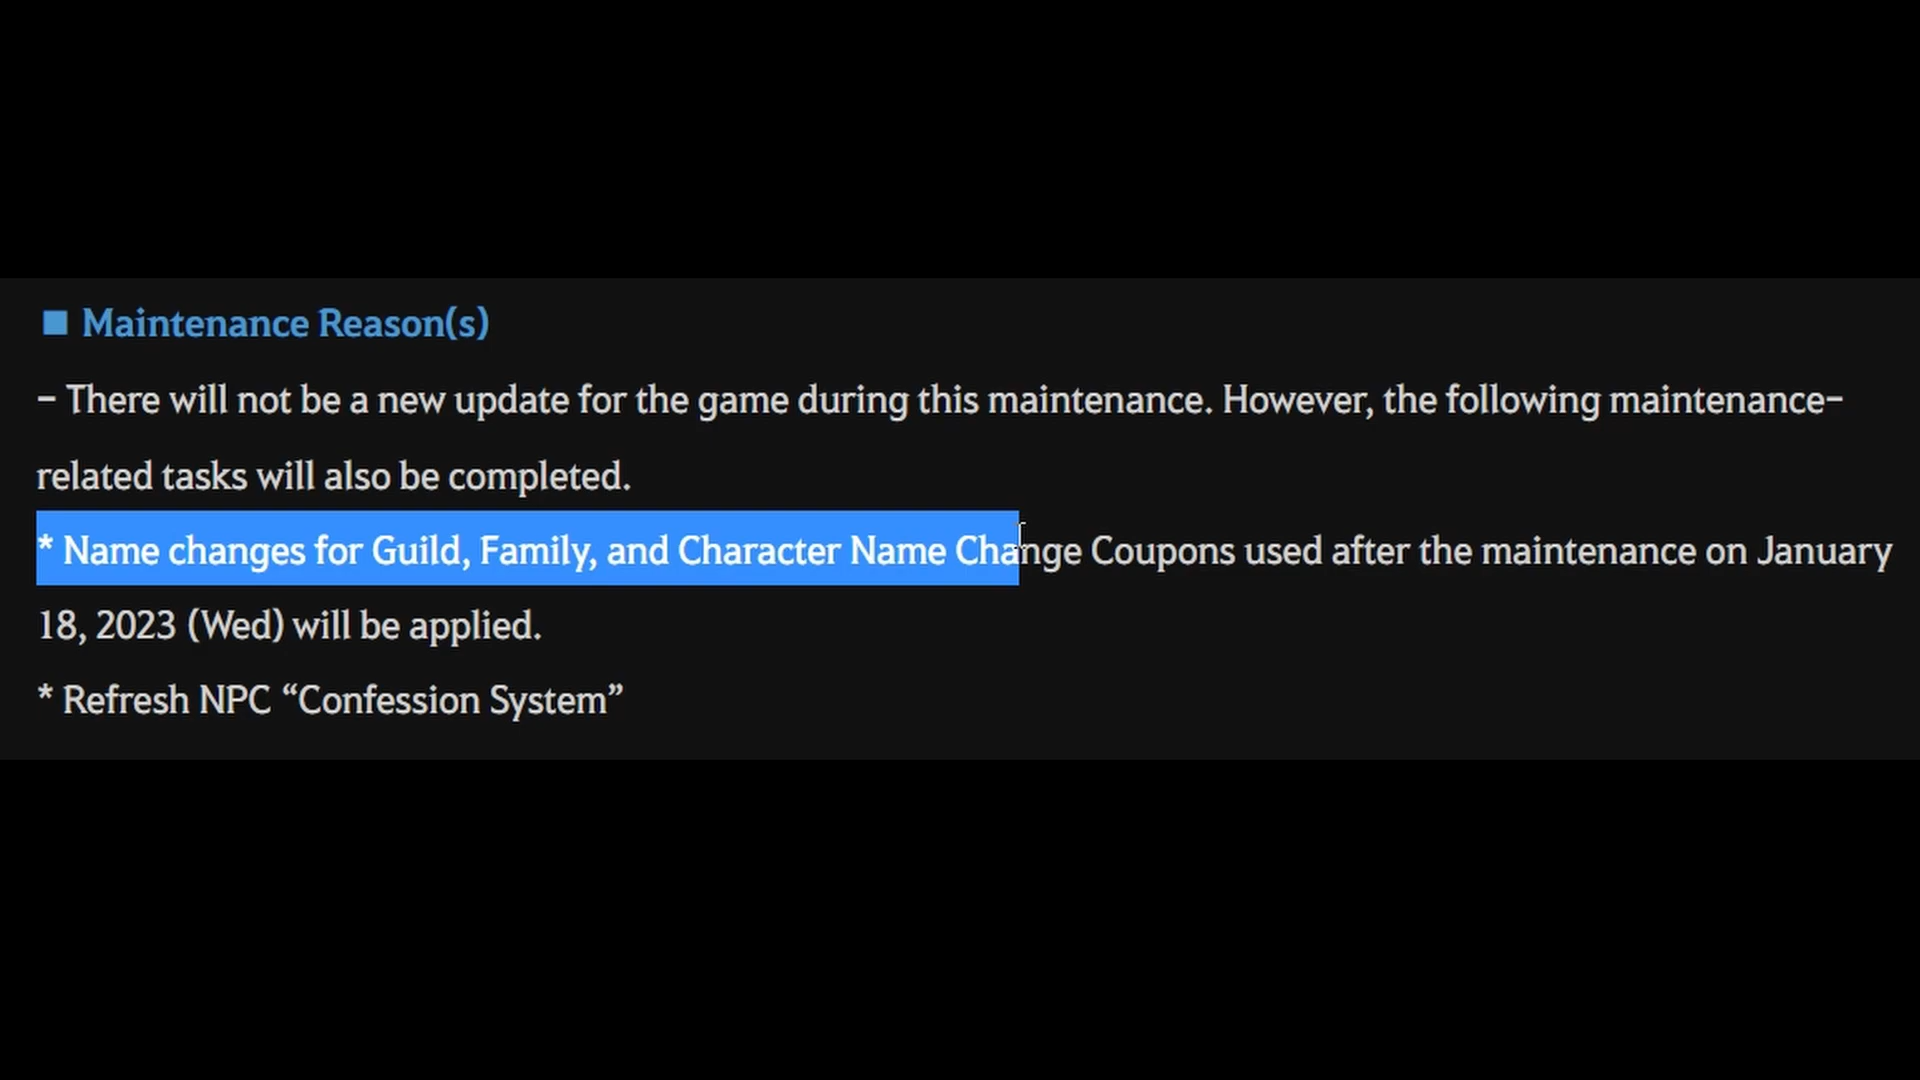 ■ Maintenance Reason(s)
- There will not be a new update for the game during this maintenance. However, the following maintenance-
related tasks will also be completed.
* Name changes for Guild, Family, and Character Name Change Coupons used after the maintenance on January
18, 2023 (Wed) will be applied.
* Refresh NPC “Confession System”